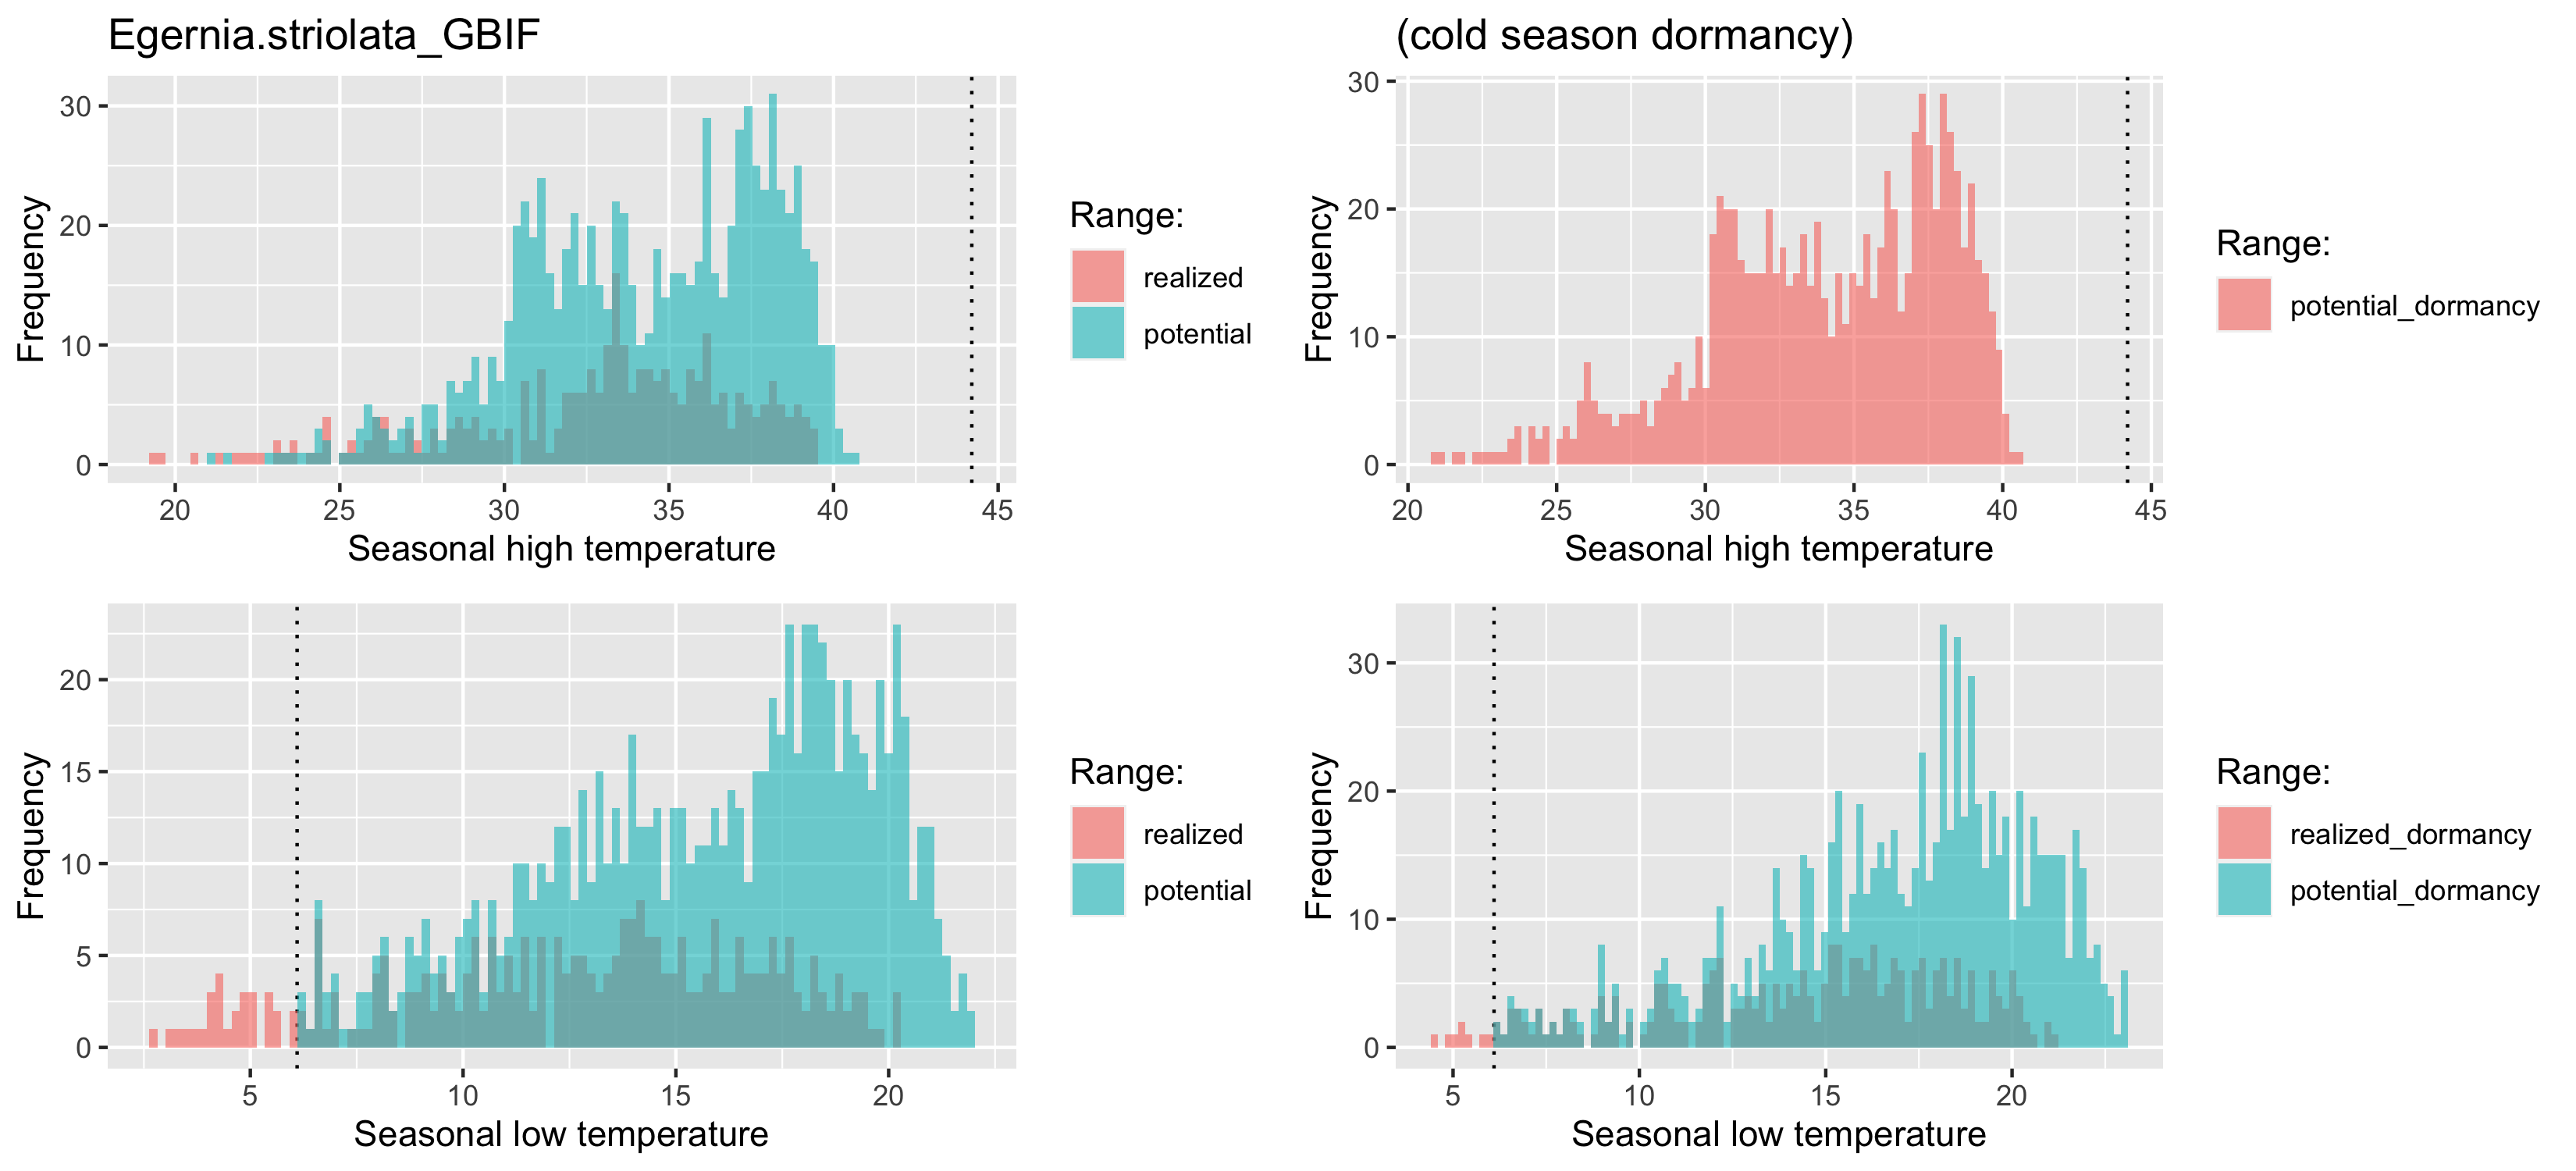 Egernia.striolata_GBIF
(cold season dormancy)
30
20
10
0
Frequency
20 25 30 35 40 45
Seasonal high temperature
Range:
realized
potential
30
20
10
0
Frequency
20 25 30 35 40 45
Seasonal high temperature
Range:
potential_dormancy
20
15
10
5
0
Frequency
5 10 15 20
Seasonal low temperature
Range:
realized
potential
30
20
10
0
Frequency
5 10 15 20
Seasonal low temperature
Range:
realized_dormancy
potential_dormancy